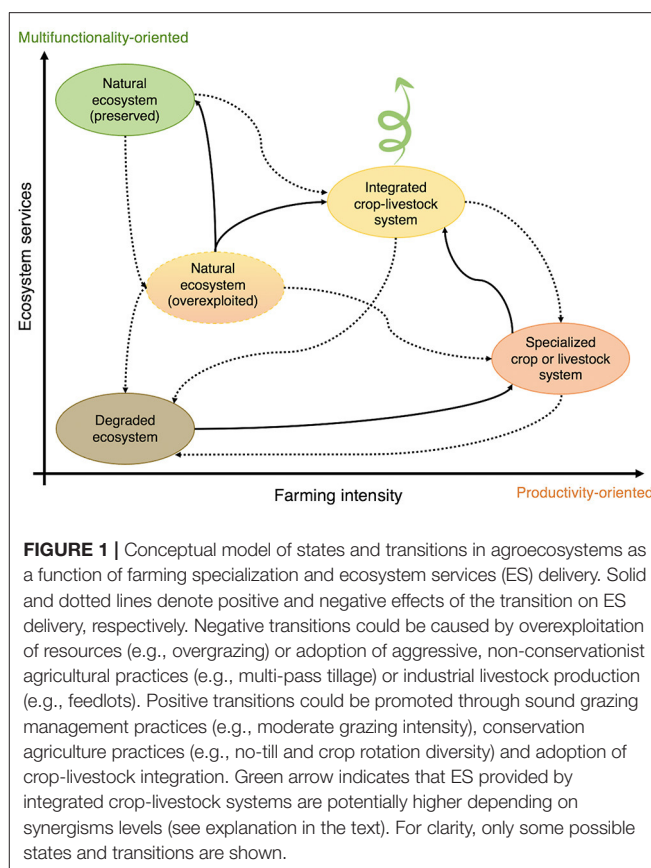 Multifunctionality-oriented
Natural
ecosystem
(preserved)
Integrated
crop-livestock
system
Natural
ecosystem
(overexploited)
Specialized
crop or livestock
system
Degraded
ecosystem
Ecosystem services
Farming intensity
Productivity-oriented
FIGURE 1 | Conceptual model of states and transitions in agroecosystems as
a function of farming specialization and ecosystem services (ES) delivery. Solid
and dotted lines denote positive and negative effects of the transition on ES
delivery, respectively. Negative transitions could be caused by overexploitation
of resources (e.g., overgrazing) or adoption of aggressive, non-conservationist
agricultural practices (e.g., multi-pass tillage) or industrial livestock production
(e.g., feedlots). Positive transitions could be promoted through sound grazing
management practices (e.g., moderate grazing intensity), conservation
agriculture practices (e.g., no-till and crop rotation diversity) and adoption of
crop-livestock integration. Green arrow indicates that ES provided by
integrated crop-livestock systems are potentially higher depending on
synergisms levels (see explanation in the text). For clarity, only some possible
states and transitions are shown.